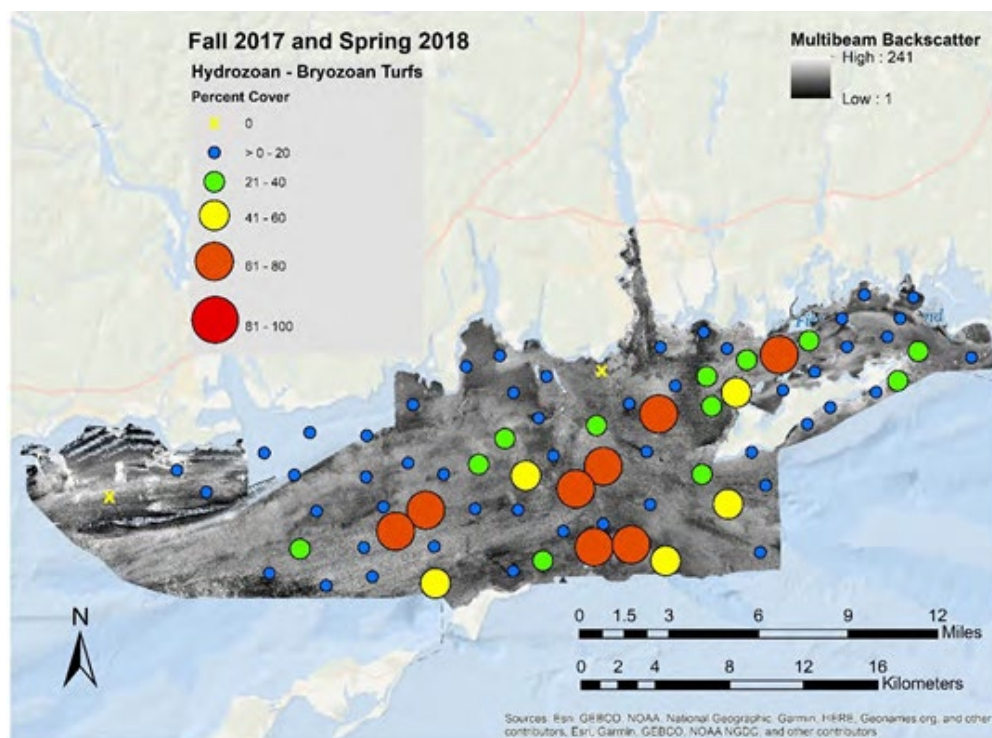 Fall 2017 and Spring 2018
Hydrozoan - Bryozoan Turfs
Percent Cover
0
> 0 - 20
21 - 40
41 - 60
61 - 80
81 - 100
Multibeam Backscatter
High : 241
Low : 1
N
0 1.5 3 6 9 12
Miles
0 2 4 8 12 16
Kilometers
Sources: Esri, GEBCO, NOAA, National Geographic, Garmin, HERE, Geonames.org, and other
contributors, Esri, Garmin, GEBCO, NOAA NGDC, and other contributors